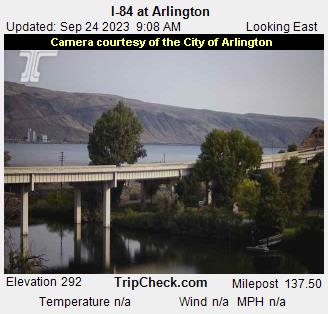 I-84 at Arlington
Updated: Sep 24 2023 9:08 AM Looking East
Camera courtesy of the City of Arlington
Elevation 292 TripCheck.com Milepost 137.50
Temperature n/a Wind n/a MPH n/a